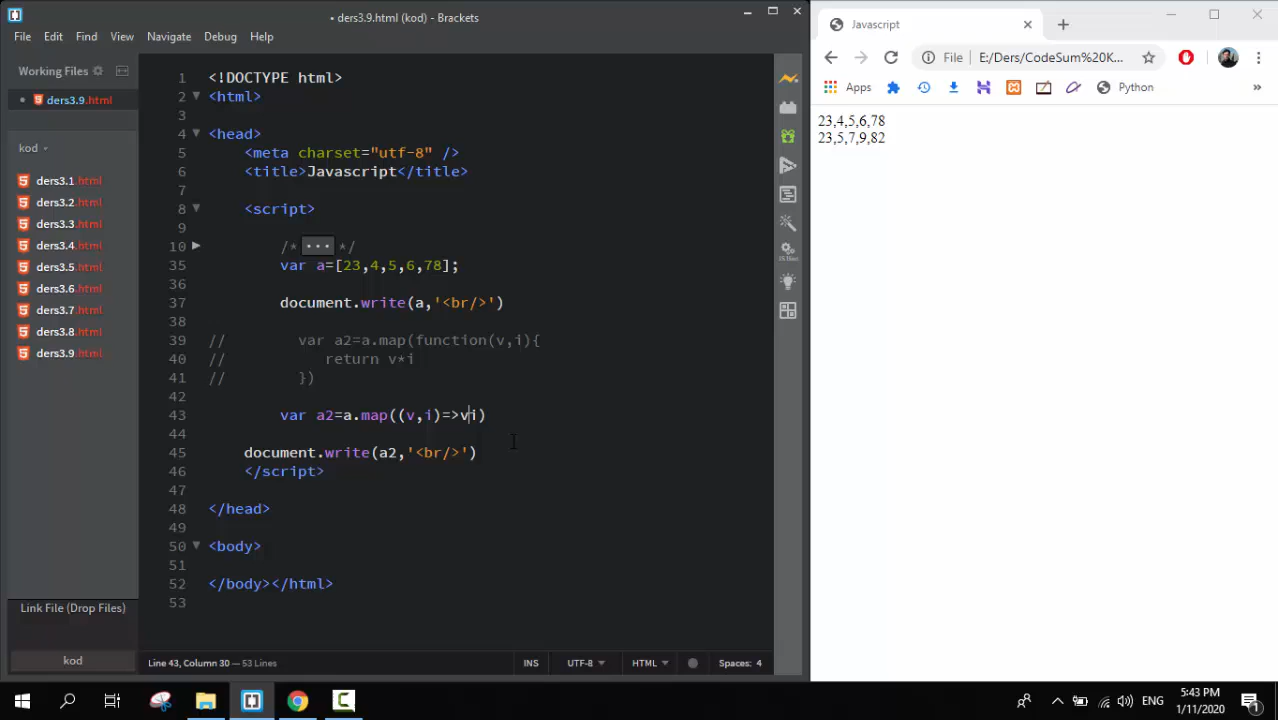 • ders3.9.html (kod) - Brackets
File Edit Find View Navigate Debug Help
Working Files
• ders3.9.html
kod
ders3.1.html
ders3.2.html
ders3.3.html
ders3.4.html
ders3.5.html
ders3.6.html
ders3.7.html
ders3.8.html
ders3.9.html
Link File (Drop Files)
kod
1 <!DOCTYPE html>
2 <html>
3
4 <head>
5 <meta charset="utf-8" />
6 <title>Javascript</title>
7
8 <script>
9
10 /* ... */
35 var a=[23,4,5,6,78];
36
37 document.write(a,'<br/>')
38
39 // var a2=a.map(function(v,i){
40 // return v*i
41 // })
42
43 var a2=a.map((v,i)=>vi)
44
45 document.write(a2,'<br/>')
46 </script>
47
48 </head>
49
50 <body>
51
52 </body></html>
53
Line 43, Column 30 — 53 Lines
INS UTF-8 HTML Spaces: 4
Javascript
File E:/Ders/CodeSum%20K...
Apps Python »
23,4,5,6,78
23,5,7,9,82
ENG
5:43 PM
1/11/2020
1